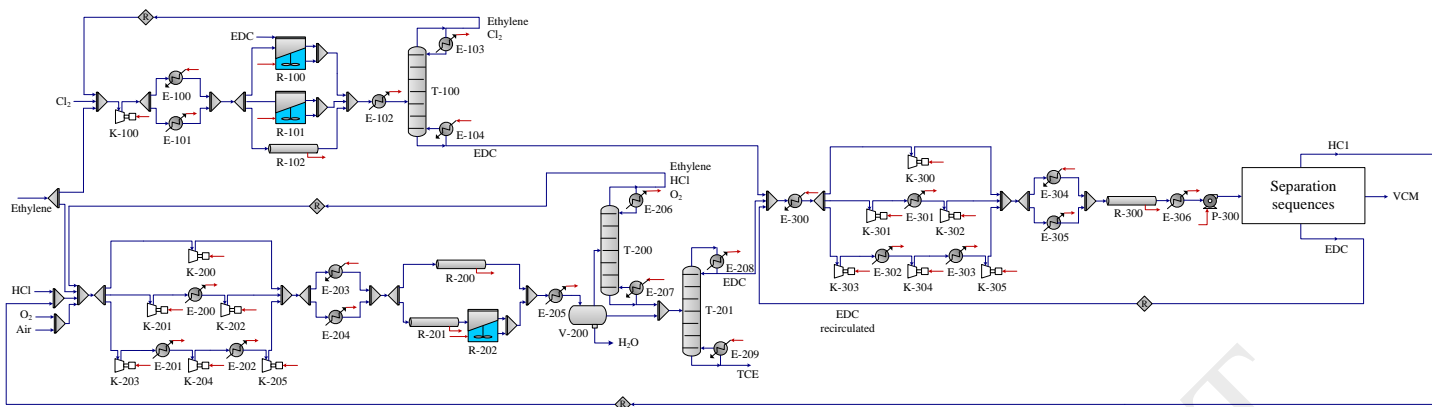 R
Ethylene
Cl2
EDC
E-103
R-100
E-100
T-100
Cl2
K-100
R-101
E-102
E-101
E-104
R-102
EDC
Ethylene
HCl
O2
R
E-206
Ethylene
T-200
K-200
E-203
R-200
E-208
EDC
E-207
HCl
K-201
E-200
K-202
E-205
T-201
O2
Air
E-204
R-201
R-202
V-200
H2O
E-201
E-202
K-203
K-204
K-205
E-209
TCE
HCl
K-300
E-304
E-300
Separation
sequences
VCM
K-301
E-301
K-302
R-300
E-306
P-300
E-305
EDC
E-302
E-303
K-303
K-304
K-305
R
EDC
recirculated
R
T